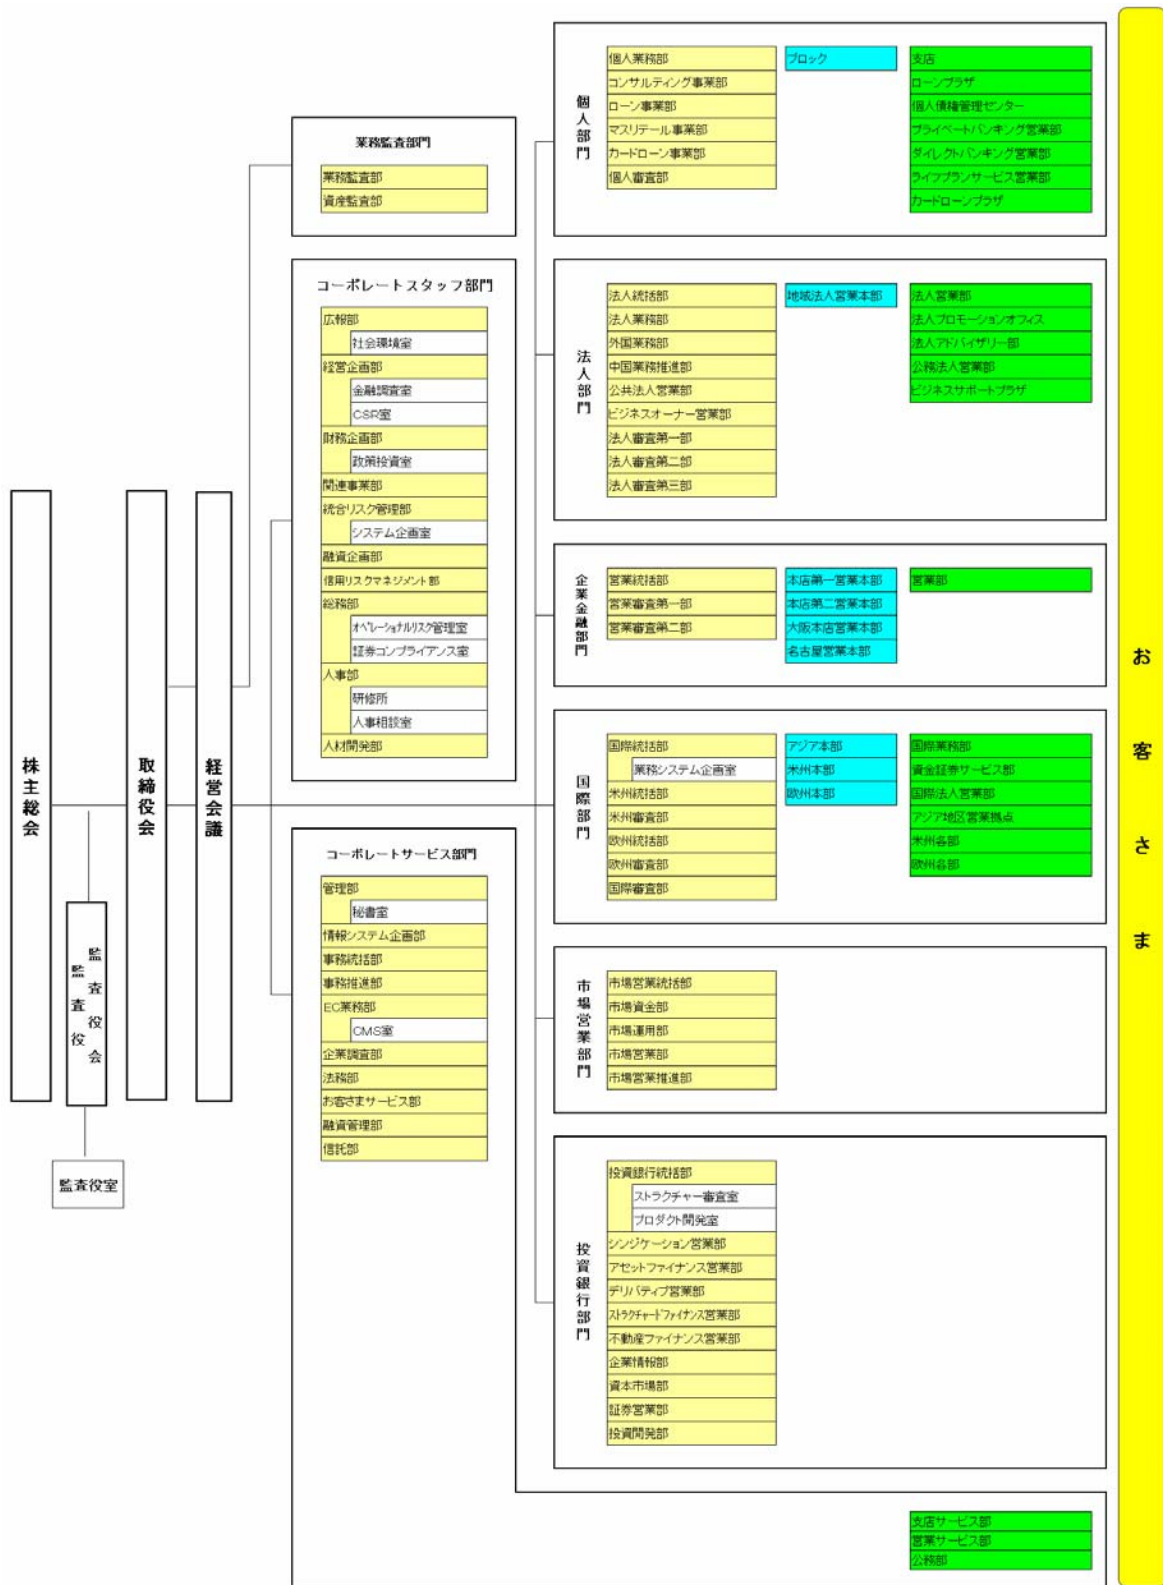 株主総会
監査役会
監査役
監査役室
取締役会
経営会議
業務監査部門
業務監査部
資産監査部
コーポレートスタッフ部門
広報部
社会環境室
経営企画部
金融調査室
CSR室
財務企画部
政策投資室
関連事業部
統合リスク管理部
システム企画室
融資企画部
信用リスクマネジメント部
総務部
オペレーショナルリスク管理室
証券コンプライアンス室
人事部
研修所
人事相談室
人材開発部
コーポレートサービス部門
管理部
秘書室
情報システム企画部
事務統括部
事務推進部
EC業務部
CMS室
企業調査部
法務部
お客さまサービス部
融資管理部
信託部
個人部門
個人業務部
コンサルティング事業部
ローン事業部
マスリテール事業部
カードローン事業部
個人審査部
ブロック
支店
ローンプラザ
個人債権管理センター
プライベートバンキング営業部
ダイレクトバンキング営業部
ライフプランサービス営業部
カードローンプラザ
法人部門
法人統括部
法人業務部
外国業務部
中国業務推進部
公共法人営業部
ビジネスオーナー営業部
法人審査第一部
法人審査第二部
法人審査第三部
地域法人営業本部
法人営業部
法人プロモーションオフィス
法人アドバイザリー部
公務法人営業部
ビジネスサポートプラザ
企業金融部門
営業統括部
営業審査第一部
営業審査第二部
本店第一営業本部
本店第二営業本部
大阪本店営業本部
名古屋営業本部
営業部
国際部門
国際統括部
業務システム企画室
米州統括部
米州審査部
欧州統括部
欧州審査部
国際審査部
アジア本部
米州本部
欧州本部
国際業務部
資金証券サービス部
国際法人営業部
アジア地区営業拠点
米州各部
欧州各部
市場営業部門
市場営業統括部
市場資金部
市場運用部
市場営業部
市場営業推進部
投資銀行部門
投資銀行統括部
ストラクチャー審査室
プロダクト開発室
シンジケーション営業部
アセットファイナンス営業部
デリバティブ営業部
ストラクチャードファイナンス営業部
不動産ファイナンス営業部
企業情報部
資本市場部
証券営業部
投資開発部
支店サービス部
営業サービス部
公務部
お客さま